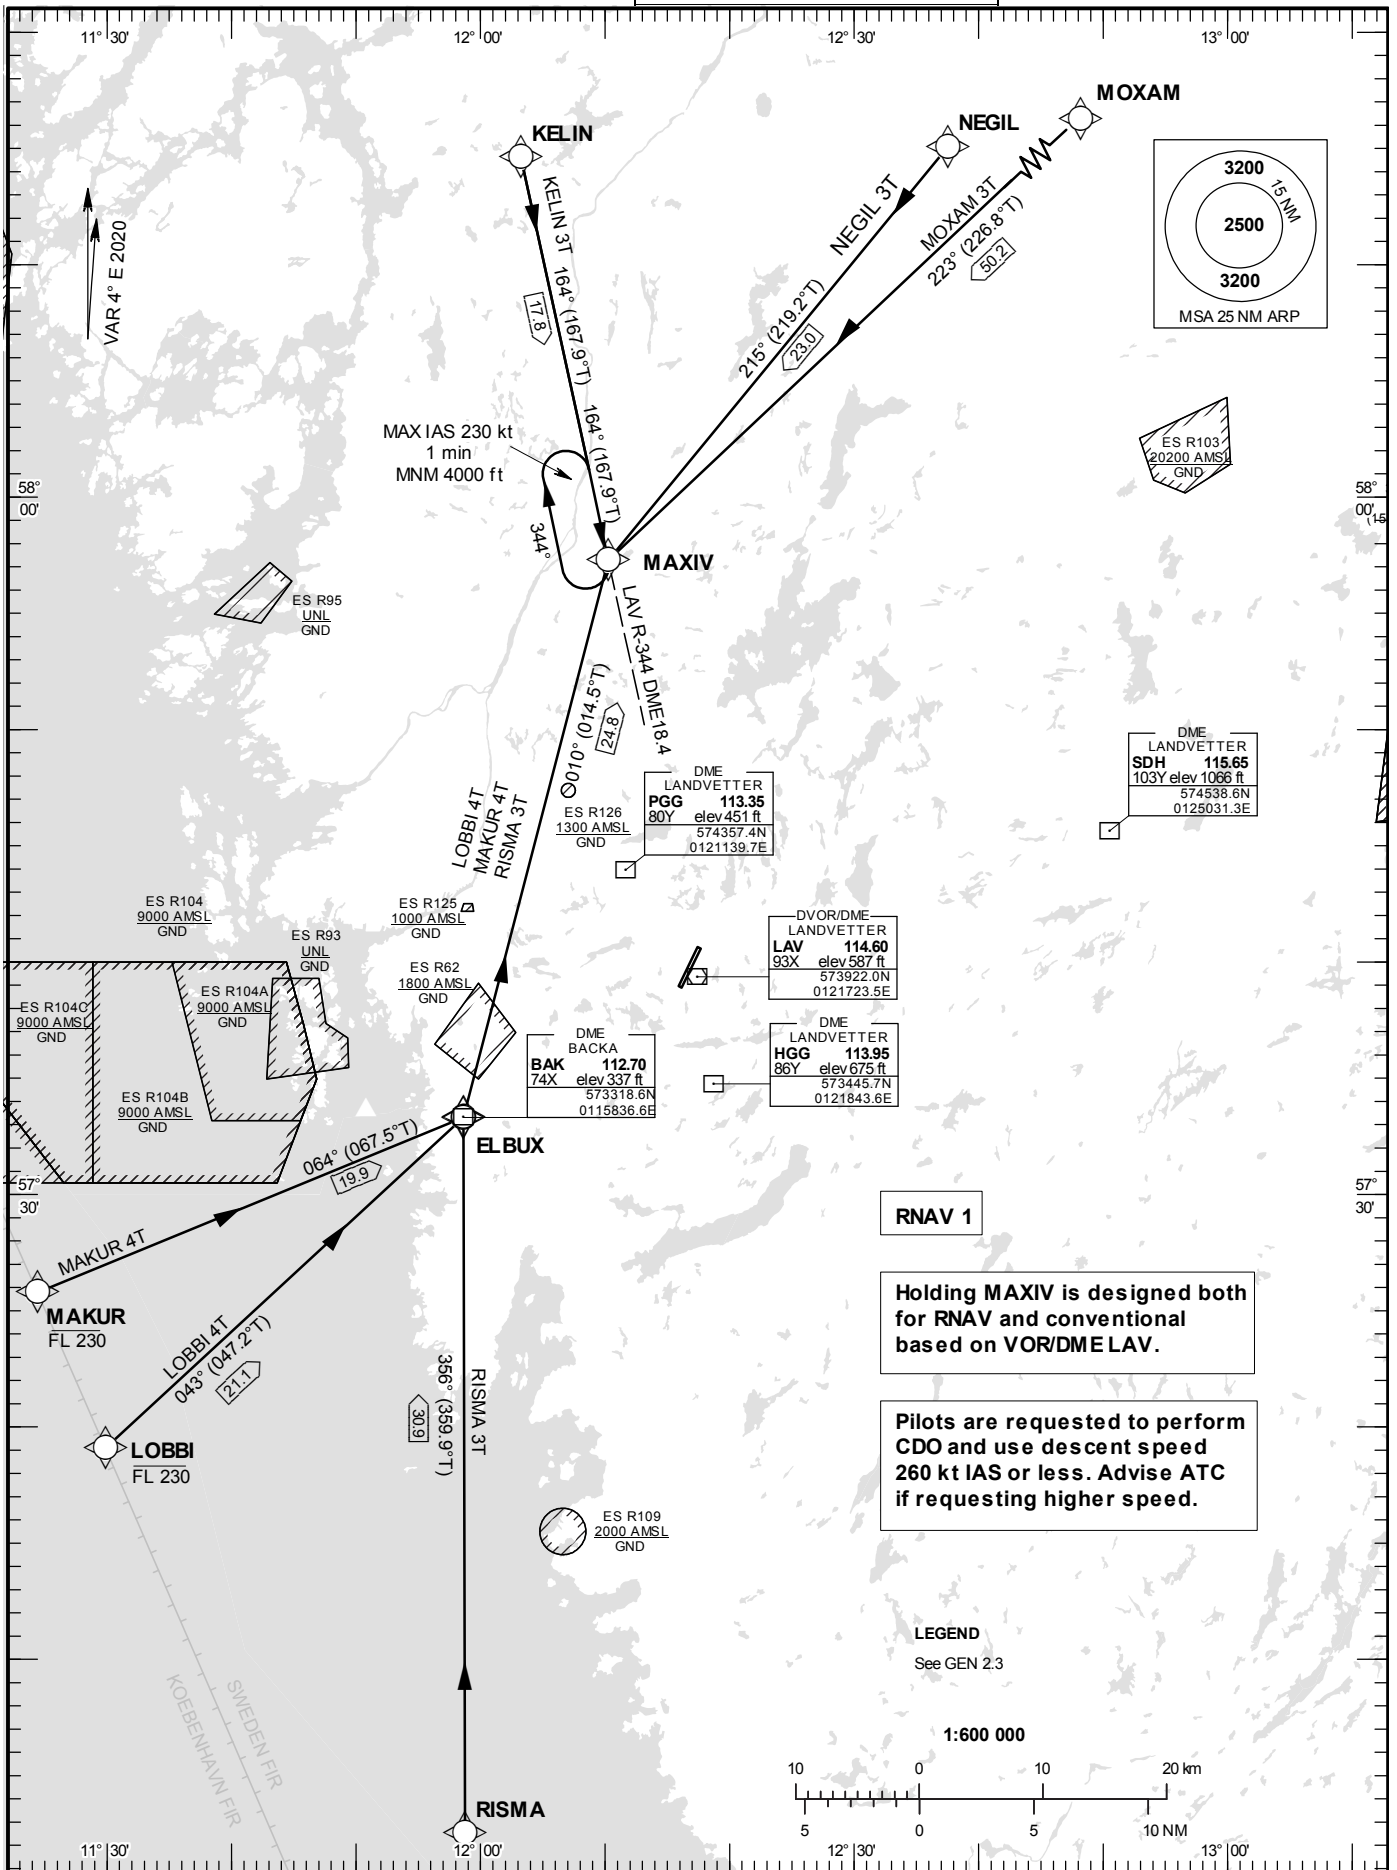 11° 30'
12° 00'
12° 30'
13° 00'
MOXAM
NEGIL
KELIN
VAR 4° E 2020
KELIN 3T 164° (167.9°T)
17.8
164° (167.9°T)
NEGIL 3T
215° (219.2°T)
23.0
MOXAM 3T
223° (226.8°T)
50.2
3200
15 NM
2500
3200
MSA 25 NM ARP
MAX IAS 230 kt
1 min
MNM 4000 ft
344°
ES R103
20200 AMSL
GND
58°
00'
58°
00'
(15
MAXIV
LAV R-344 DME18.4
ES R95
UNL
GND
010° (014.5°T)
24.8
LOBBI 4T
MAKUR 4T
RISMA 3T
ES R126
1300 AMSL
GND
DME
LANDVETTER
PGG 113.35
80Y elev 451 ft
574357.4N
0121139.7E
DME
LANDVETTER
SDH 115.65
103Y elev 1066 ft
574538.6N
0125031.3E
ES R104
9000 AMSL
GND
ES R125
1000 AMSL
GND
ES R93
UNL
GND
ES R62
1800 AMSL
GND
DVOR/DME
LANDVETTER
LAV 114.60
93X elev 587 ft
573922.0N
0121723.5E
ES R104C
9000 AMSL
GND
ES R104A
9000 AMSL
GND
ES R104B
9000 AMSL
GND
DME
BACKA
BAK 112.70
74X elev 337 ft
573318.6N
0115836.6E
DME
LANDVETTER
HGG 113.95
86Y elev 675 ft
573445.7N
0121843.6E
ELBUX
064° (067.5°T)
19.9
MAKUR 4T
57°
30'
57°
30'
MAKUR
FL 230
LOBBI 4T
043° (047.2°T)
21.1
LOBBI
FL 230
RISMA 3T
356° (359.9°T)
30.9
RNAV 1
Holding MAXIV is designed both
for RNAV and conventional
based on VOR/DME LAV.
Pilots are requested to perform
CDO and use descent speed
260 kt IAS or less. Advise ATC
if requesting higher speed.
ES R109
2000 AMSL
GND
SWEDEN FIR
KOEBENHAVN FIR
LEGEND
See GEN 2.3
1:600 000
10 0 10 20 km
5 0 5 10 NM
RISMA
11° 30'
12° 00'
12° 30'
13° 00'